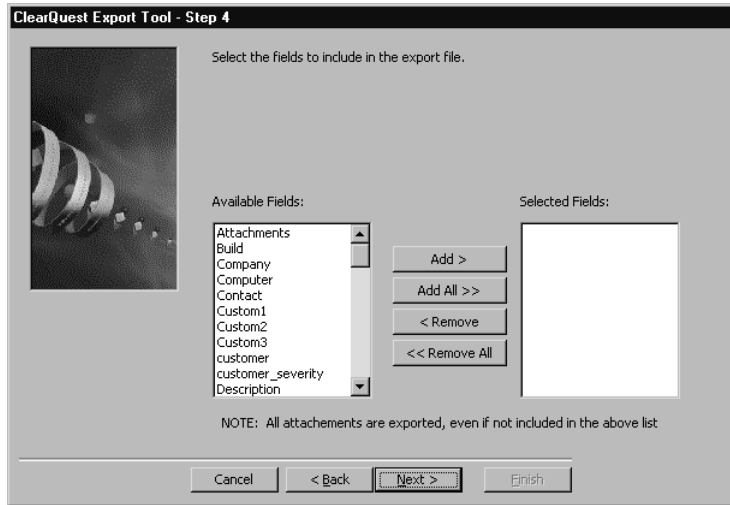 ClearQuest Export Tool - Step 4
Select the fields to include in the export file.
Available Fields:
Selected Fields:
Attachments
Build
Company
Computer
Contact
Custom1
Custom2
Custom3
customer
customer_severity
Description
Add >
Add All >>
< Remove
<< Remove All
NOTE: All attachements are exported, even if not included in the above list
Cancel
< Back
Next >
Finish